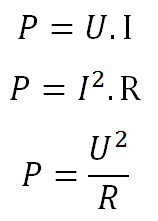 P = U.I
P = I².R
P = U²/R